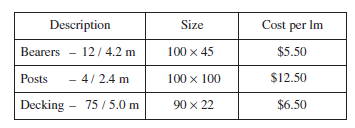 Description Size Cost per lm
Bearers – 12 / 4.2 m 100 × 45 $5.50
Posts – 4 / 2.4 m 100 × 100 $12.50
Decking – 75 / 5.0 m 90 × 22 $6.50